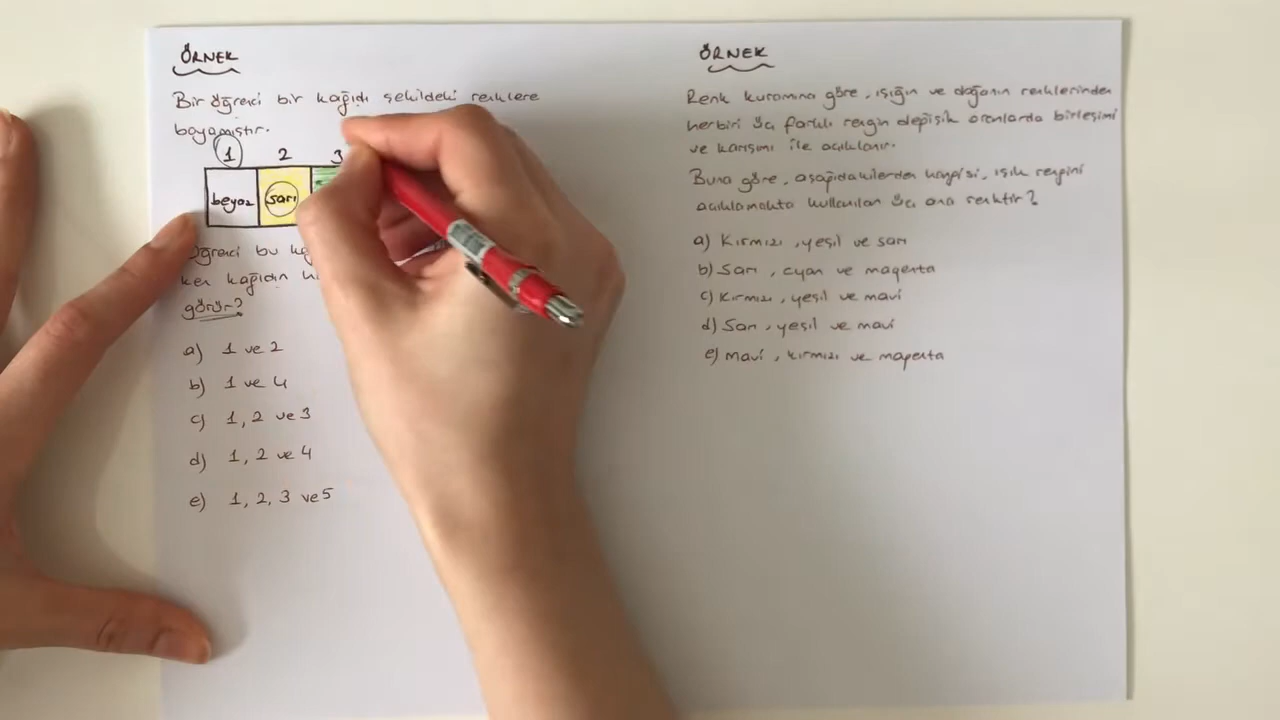 ÖRNEK
Bir öğrenci bir kağıdı şekildeki renklere
boyamıştır.
1 2 3
beyaz sarı
Öğrenci bu
ken kağıdın
görür?
a) 1 ve 2
b) 1 ve 4
c) 1, 2 ve 3
d) 1, 2 ve 4
e) 1, 2, 3 ve 5
ÖRNEK
Renk kuramına göre, ışığın ve doğanın renklerinden
herbiri üç farklı rengin değişik oranlarda birleşimi
ve karışımı ile açıklanır.
Buna göre, aşağıdakilerden hangisi, ışık rengini
açıklamakta kullanılan üç ana renktir?
a) Kırmızı, yeşil ve sarı
b) Sarı, cyan ve magenta
c) Kırmızı, yeşil ve mavi
d) Sarı, yeşil ve mavi
e) Mavi, kırmızı ve magenta